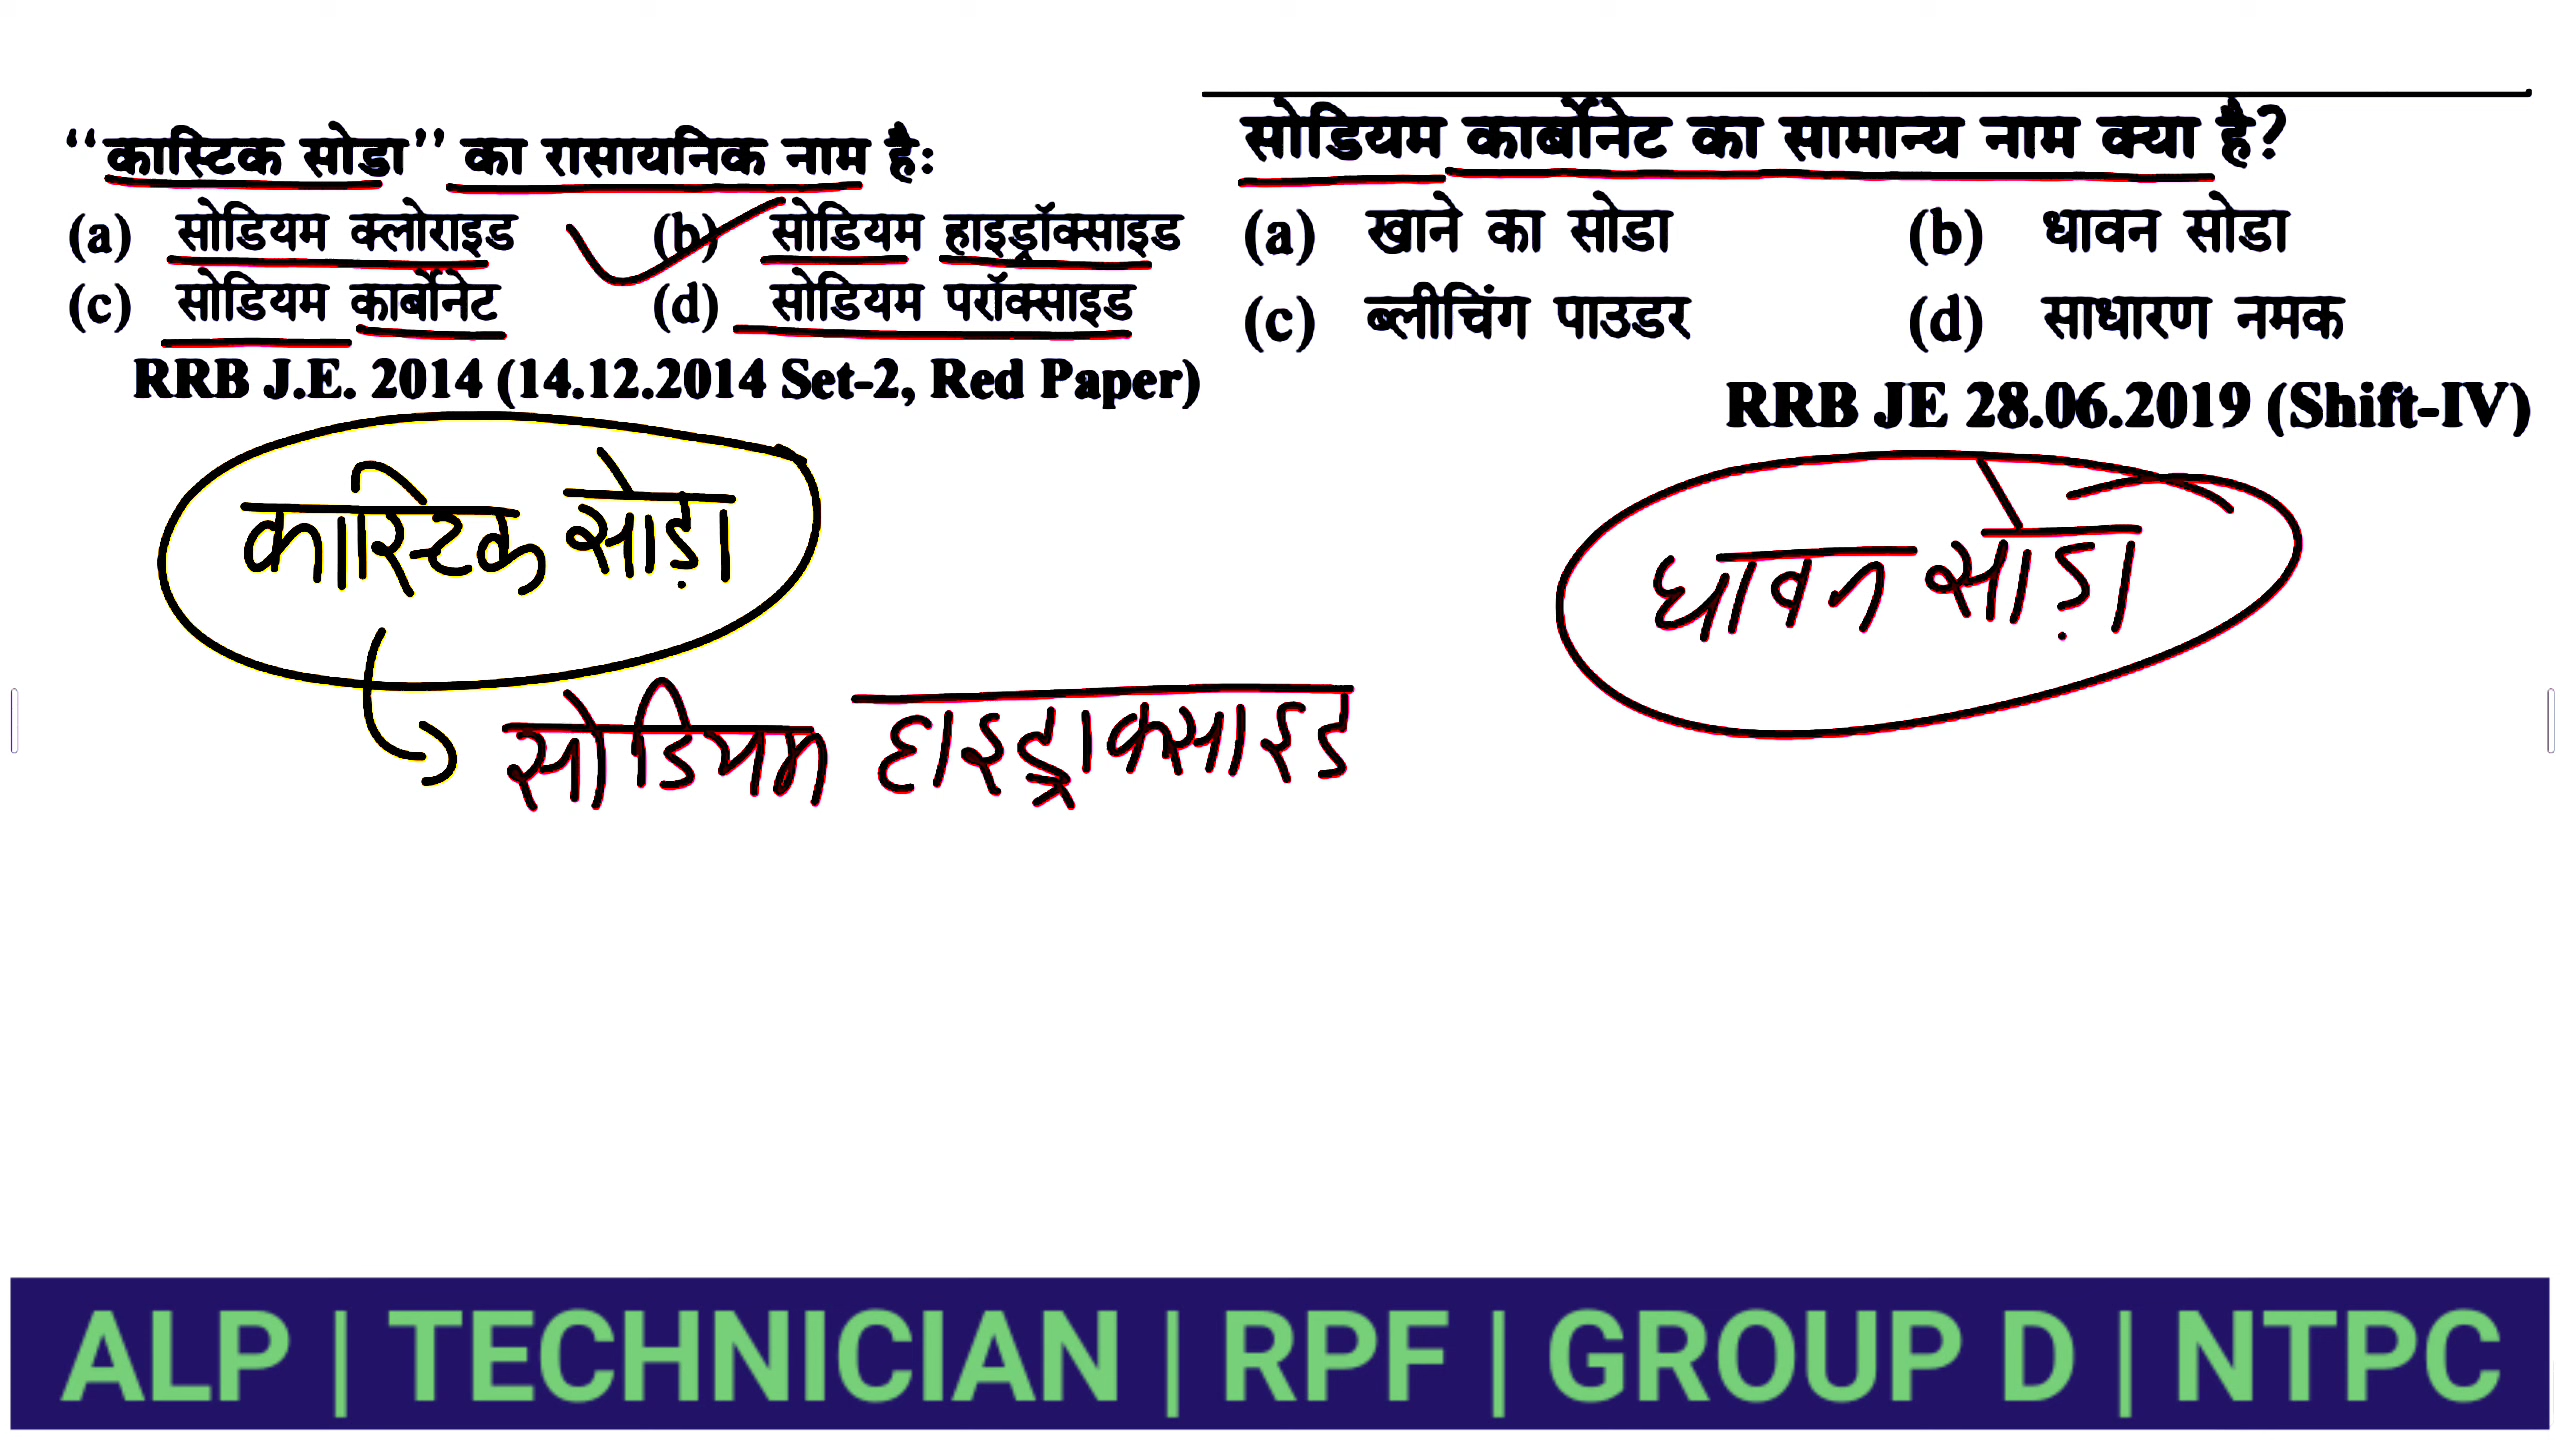 “कास्टिक सोडा” का रासायनिक नाम है:
(a) सोडियम क्लोराइड (b) सोडियम हाइड्रॉक्साइड
(c) सोडियम कार्बोनेट (d) सोडियम परॉक्साइड
RRB J.E. 2014 (14.12.2014 Set-2, Red Paper)
कास्टिक सोड़ा
सोडियम हाइड्राक्साइड
सोडियम कार्बोनेट का सामान्य नाम क्या है?
(a) खाने का सोडा (b) धावन सोडा
(c) ब्लीचिंग पाउडर (d) साधारण नमक
RRB JE 28.06.2019 (Shift-IV)
धावन सोड़ा
ALP | TECHNICIAN | RPF | GROUP D | NTPC